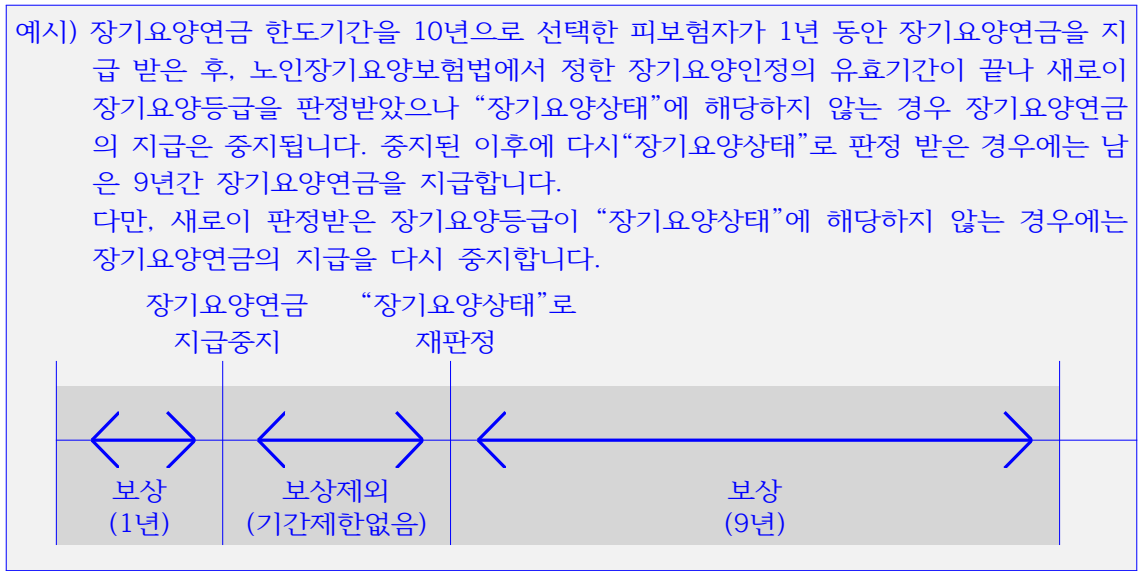 예시) 장기요양연금 한도기간을 10년으로 선택한 피보험자가 1년 동안 장기요양연금을 지
급 받은 후, 노인장기요양보험법에서 정한 장기요양인정의 유효기간이 끝나 새로이
장기요양등급을 판정받았으나 “장기요양상태”에 해당하지 않는 경우 장기요양연금
의 지급은 중지됩니다. 중지된 이후에 다시“장기요양상태”로 판정 받은 경우에는 남
은 9년간 장기요양연금을 지급합니다.
다만, 새로이 판정받은 장기요양등급이 “장기요양상태”에 해당하지 않는 경우에는
장기요양연금의 지급을 다시 중지합니다.
장기요양연금 “장기요양상태”로
지급중지 재판정
보상 보상제외 보상
(1년) (기간제한없음) (9년)